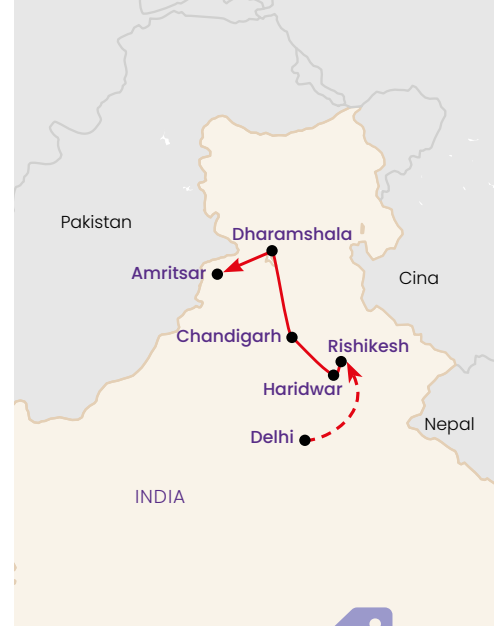 Pakistan
Dharamshala
Amritsar
Cina
Chandigarh
Rishikesh
Haridwar
Nepal
Delhi
INDIA